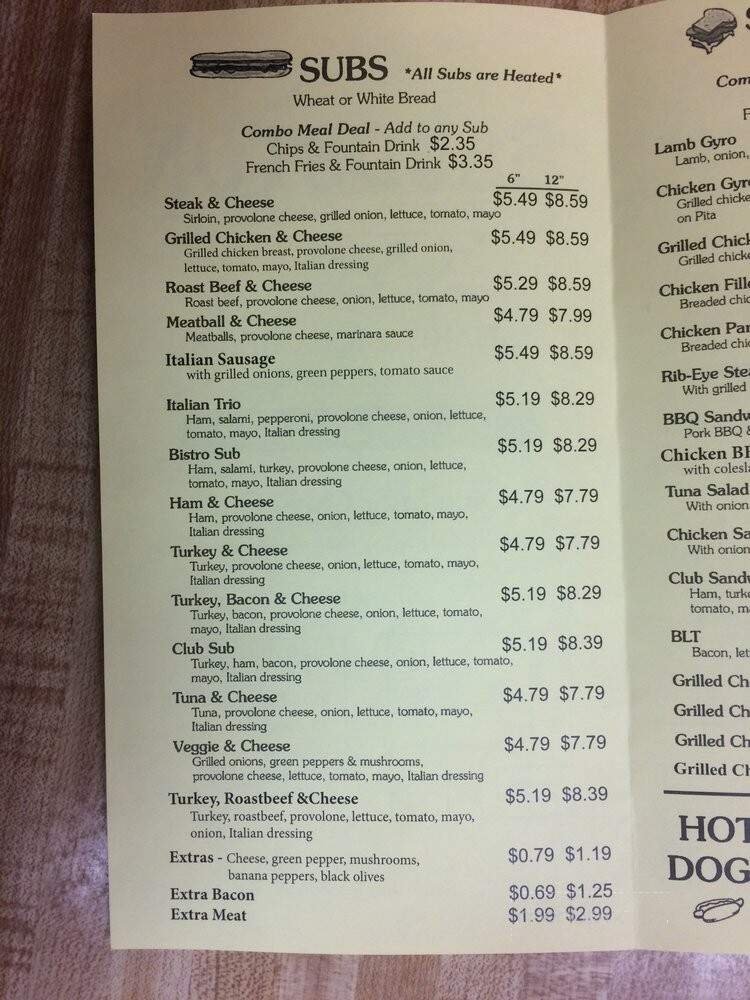 SUBS *All Subs are Heated*
Wheat or White Bread
Combo Meal Deal - Add to any Sub
Chips & Fountain Drink $2.35
French Fries & Fountain Drink $3.35
6" 12"
Steak & Cheese $5.49 $8.59
Sirloin, provolone cheese, grilled onion, lettuce, tomato, mayo
Grilled Chicken & Cheese $5.49 $8.59
Grilled chicken breast, provolone cheese, grilled onion,
lettuce, tomato, mayo, Italian dressing
Roast Beef & Cheese $5.29 $8.59
Roast beef, provolone cheese, onion, lettuce, tomato, mayo
Meatball & Cheese $4.79 $7.99
Meatballs, provolone cheese, marinara sauce
Italian Sausage $5.49 $8.59
with grilled onions, green peppers, tomato sauce
Italian Trio $5.19 $8.29
Ham, salami, pepperoni, provolone cheese, onion, lettuce,
tomato, mayo, Italian dressing
Bistro Sub $5.19 $8.29
Ham, salami, turkey, provolone cheese, onion, lettuce,
tomato, mayo, Italian dressing
Ham & Cheese $4.79 $7.79
Ham, provolone cheese, onion, lettuce, tomato, mayo,
Italian dressing
Turkey & Cheese $4.79 $7.79
Turkey, provolone cheese, onion, lettuce, tomato, mayo,
Italian dressing
Turkey, Bacon & Cheese $5.19 $8.29
Turkey, bacon, provolone cheese, onion, lettuce, tomato,
mayo, Italian dressing
Club Sub $5.19 $8.39
Turkey, ham, bacon, provolone cheese, onion, lettuce, tomato,
mayo, Italian dressing
Tuna & Cheese $4.79 $7.79
Tuna, provolone cheese, onion, lettuce, tomato, mayo,
Italian dressing
Veggie & Cheese $4.79 $7.79
Grilled onions, green peppers & mushrooms,
provolone cheese, lettuce, tomato, mayo, Italian dressing
Turkey, Roastbeef &Cheese $5.19 $8.39
Turkey, roastbeef, provolone, lettuce, tomato, mayo,
onion, Italian dressing
Extras - Cheese, green pepper, mushrooms, $0.79 $1.19
banana peppers, black olives
Extra Bacon $0.69 $1.25
Extra Meat $1.99 $2.99
Com
Lamb Gyro
Lamb, onion,
Chicken Gyr
Grilled chicke
on Pita
Grilled Chick
Grilled chick
Chicken Fill
Breaded chic
Chicken Par
Breaded chi
Rib-Eye Ste
With grilled
BBQ Sandw
Pork BBQ &
Chicken B
with colesl
Tuna Salad
With onion
Chicken Sa
With onion
Club Sand
Ham, turk
tomato, m
BLT
Bacon, let
Grilled Ch
Grilled Ch
Grilled Ch
Grilled Ch
HOT
DOG